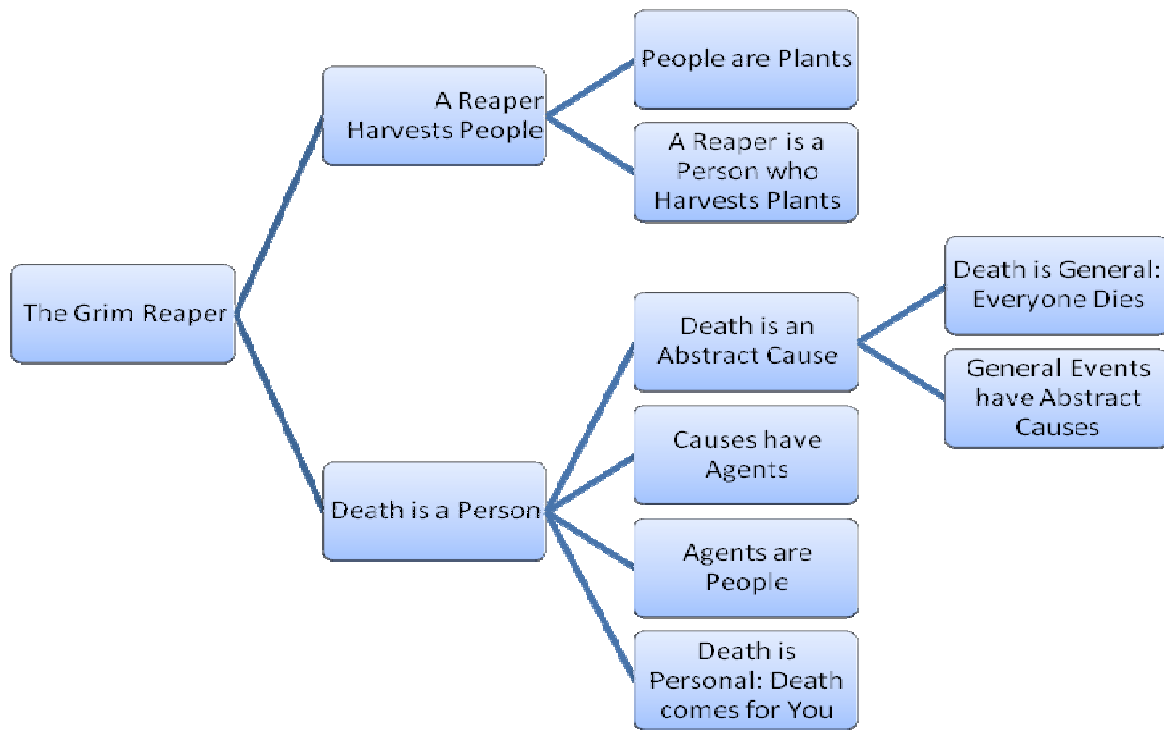 The Grim Reaper
A Reaper
Harvests People
People are Plants
A Reaper is a
Person who
Harvests Plants
Death is a Person
Death is an
Abstract Cause
Death is General:
Everyone Dies
General Events
have Abstract
Causes
Causes have
Agents
Agents are
People
Death is
Personal: Death
comes for You